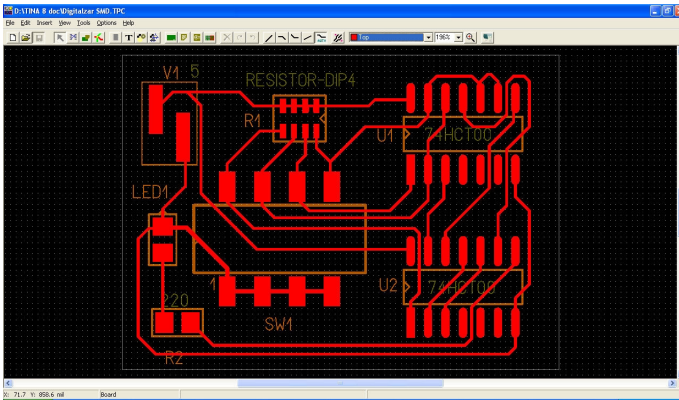 D:\TINA 8 doc\Digitalzar SMD.TPC
File Edit Insert View Tools Options Help
T Top 196%
V1 5
RESISTOR-DIP4
R1
U1 74HCT00
LED1
1
U2 74HCT00
220
SW1
R2
X: 71.7 Y: 858.6 mil Board